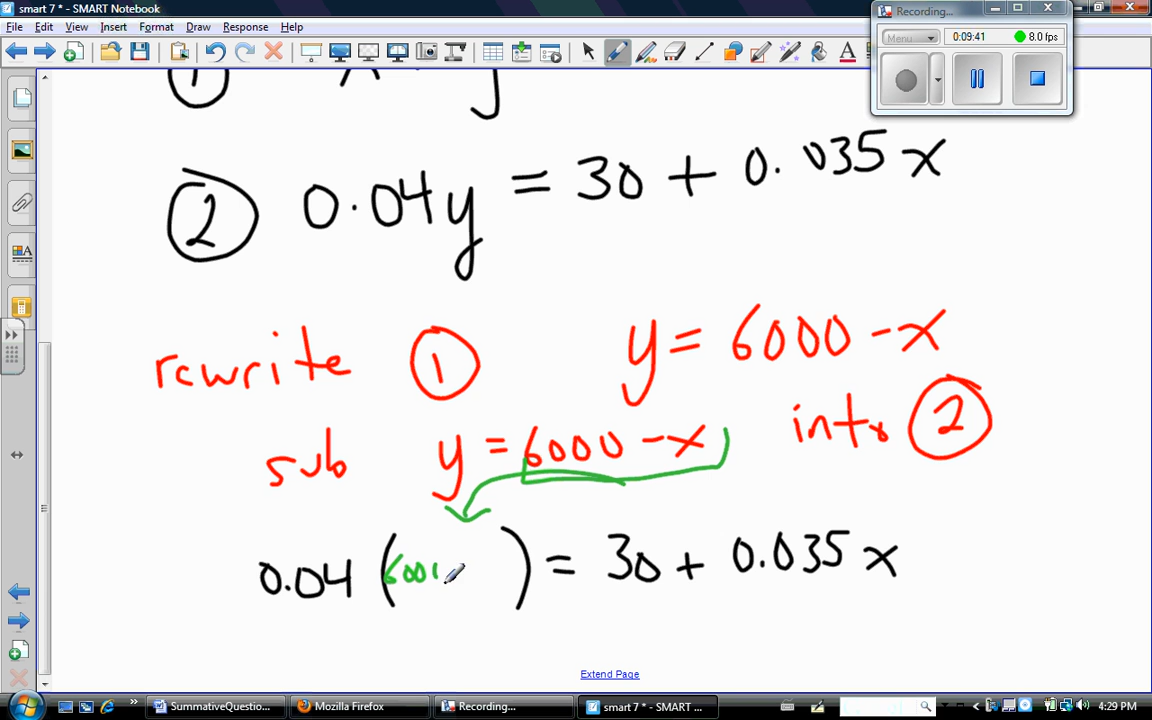 smart 7 * - SMART Notebook
Recording...
File Edit View Insert Format Draw Response Help
Menu
0:09:41
8.0 fps
② 0.04y = 30 + 0.035x
rewrite ① y = 6000 - x
sub y = 6000 - x into ②
0.04 ( ) = 30 + 0.035x
Extend Page
SummativeQuestio...
Mozilla Firefox
Recording...
smart 7 * - SMART ...
4:29 PM